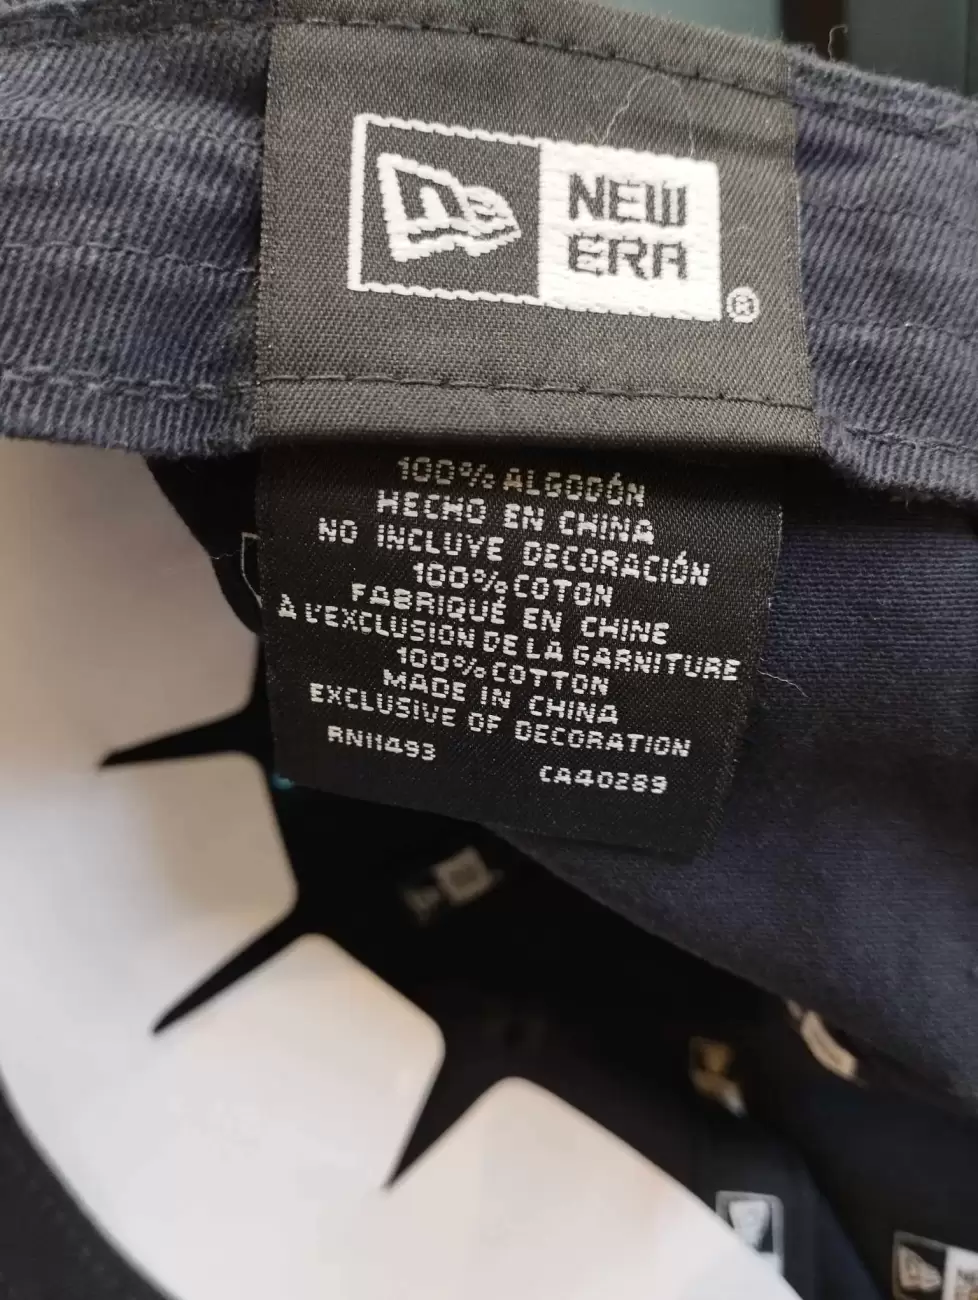 NEW
ERA
®
100% ALGODÓN
HECHO EN CHINA
NO INCLUYE DECORACIÓN
100% COTON
FABRIQUÉ EN CHINE
À L'EXCLUSION DE LA GARNITURE
100% COTTON
MADE IN CHINA
EXCLUSIVE OF DECORATION
RN11493
CA40289